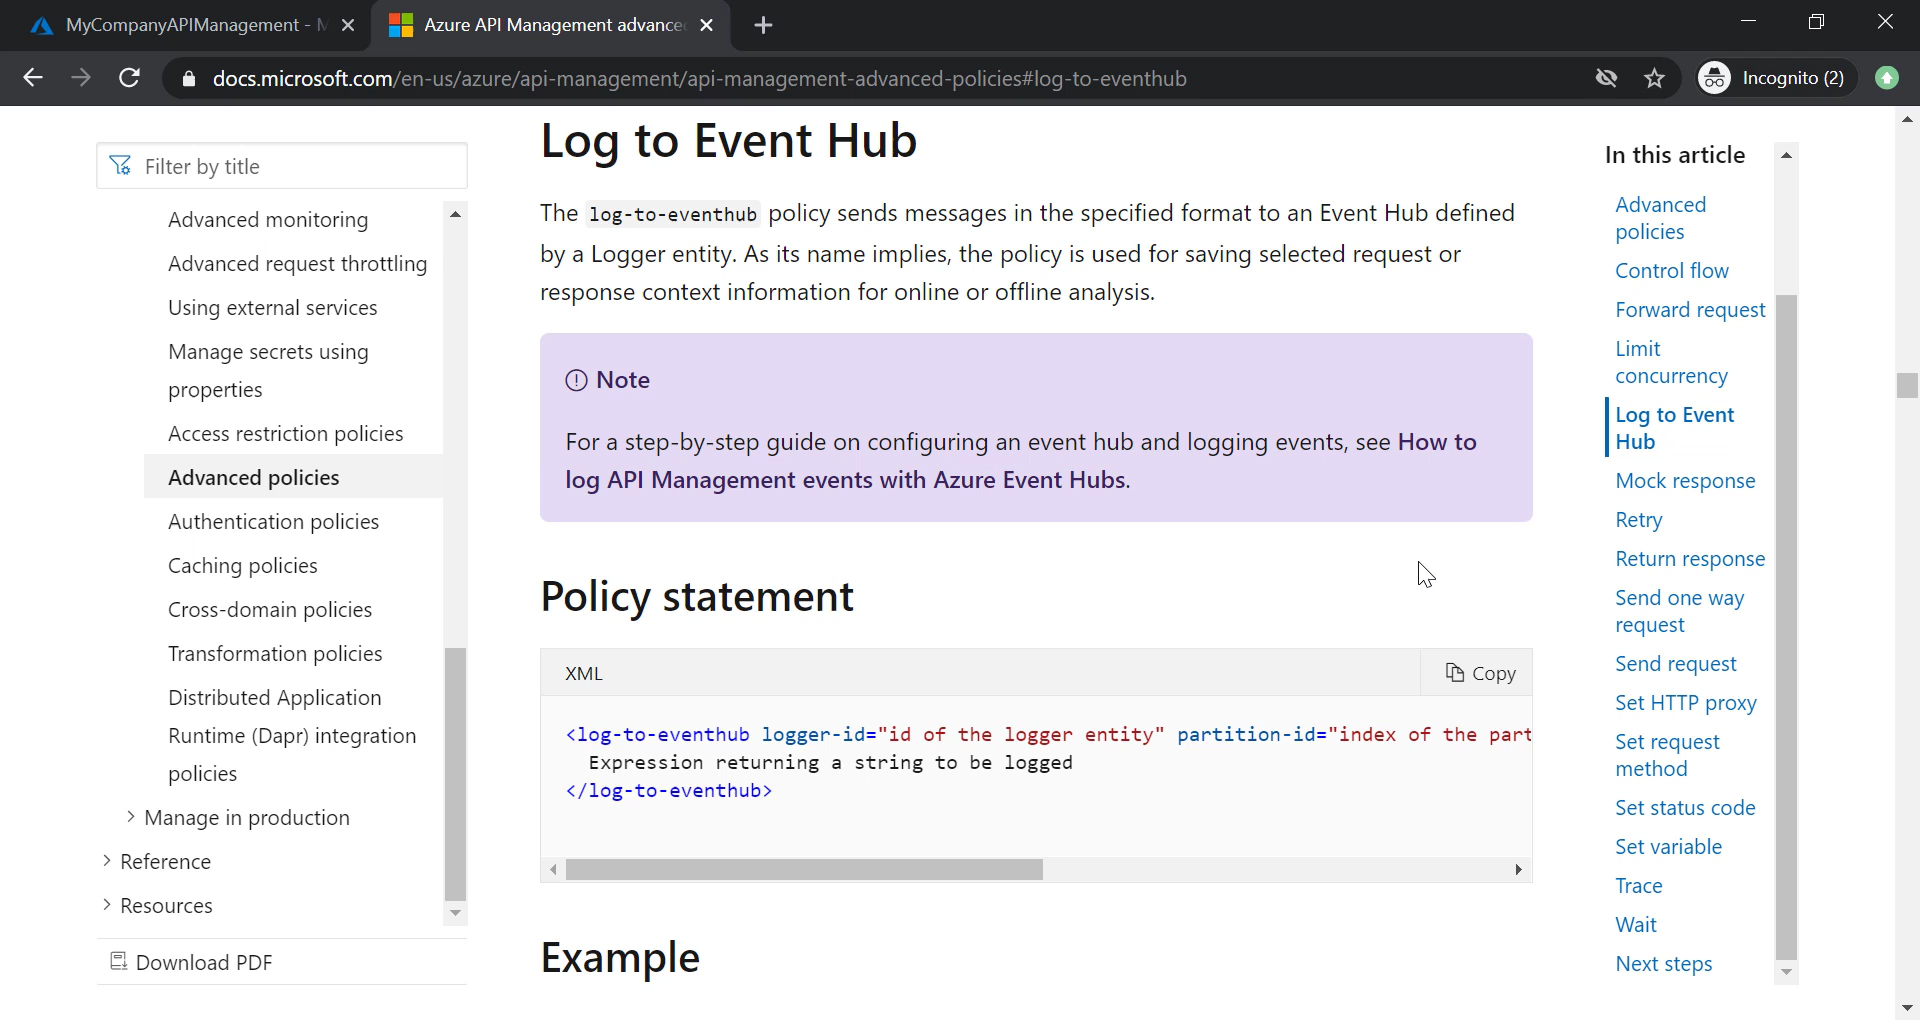 MyCompanyAPIManagement - M
Azure API Management advanced
docs.microsoft.com/en-us/azure/api-management/api-management-advanced-policies#log-to-eventhub
Incognito (2)
Filter by title
Advanced monitoring
Advanced request throttling
Using external services
Manage secrets using
properties
Access restriction policies
Advanced policies
Authentication policies
Caching policies
Cross-domain policies
Transformation policies
Distributed Application
Runtime (Dapr) integration
policies
Manage in production
Reference
Resources
Download PDF
Log to Event Hub
The log-to-eventhub policy sends messages in the specified format to an Event Hub defined
by a Logger entity. As its name implies, the policy is used for saving selected request or
response context information for online or offline analysis.
Note
For a step-by-step guide on configuring an event hub and logging events, see How to
log API Management events with Azure Event Hubs.
Policy statement
XML
Copy
<log-to-eventhub logger-id="id of the logger entity" partition-id="index of the part
Expression returning a string to be logged
</log-to-eventhub>
Example
In this article
Advanced
policies
Control flow
Forward request
Limit
concurrency
Log to Event
Hub
Mock response
Retry
Return response
Send one way
request
Send request
Set HTTP proxy
Set request
method
Set status code
Set variable
Trace
Wait
Next steps